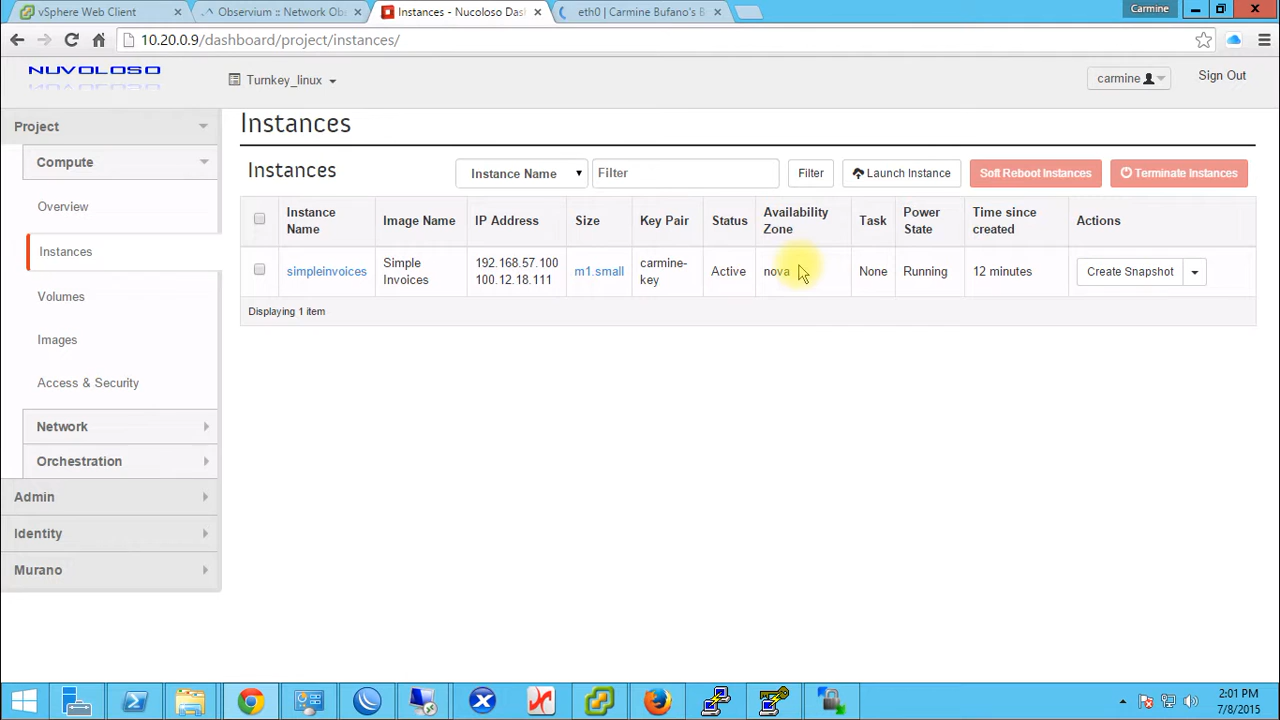 vSphere Web Client
Observium :: Network Obs
Instances - Nucoloso Das
eth0 | Carmine Bufano's B
Carmine
10.20.0.9/dashboard/project/instances/
NUVOLOSO
Turnkey_linux
carmine
Sign Out
Project
Compute
Overview
Instances
Volumes
Images
Access & Security
Network
Orchestration
Admin
Identity
Murano
Instances
Instances
Instance Name
Filter
Filter
Launch Instance
Soft Reboot Instances
Terminate Instances
Instance Name
Image Name
IP Address
Size
Key Pair
Status
Availability Zone
Task
Power State
Time since created
Actions
simpleinvoices
Simple Invoices
192.168.57.100
100.12.18.111
m1.small
carmine-key
Active
nova
None
Running
12 minutes
Create Snapshot
Displaying 1 item
2:01 PM
7/8/2015